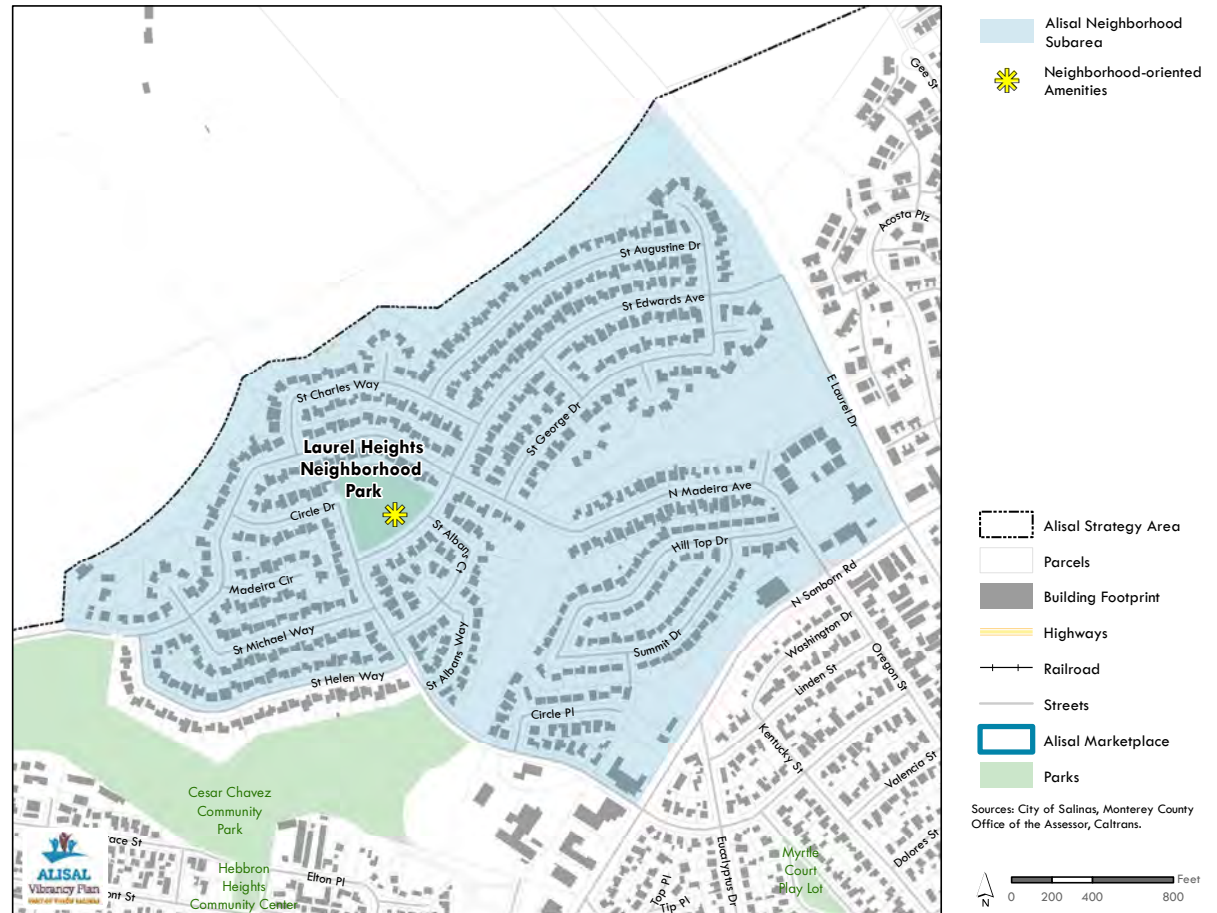 Alisal Neighborhood
Subarea
Neighborhood-oriented
Amenities
Gee St
Acosta Plz
St Augustine Dr
St Edwards Ave
St Charles Way
E Laurel Dr
St George Dr
Laurel Heights
Neighborhood
Park
N Madeira Ave
Circle Dr
St Albans Ct
Hill Top Dr
Madeira Cir
N Sanborn Rd
Washington Dr
St Michael Way
Summit Dr
Linden St
Oregon St
St Albans Way
St Helen Way
Circle Pl
Kentucky St
Valencia St
Cesar Chavez
Community
Park
Dolores St
Eucalyptus Dr
Myrtle
Court
Play Lot
ace St
Hebbron
Heights
Community Center
Elton Pl
Top Pl
Tip Pl
ont St
ALISAL
Vibrancy Plan
Alisal Strategy Area
Parcels
Building Footprint
Highways
Railroad
Streets
Alisal Marketplace
Parks
Sources: City of Salinas, Monterey County
Office of the Assessor, Caltrans.
N
Feet
0 200 400 800